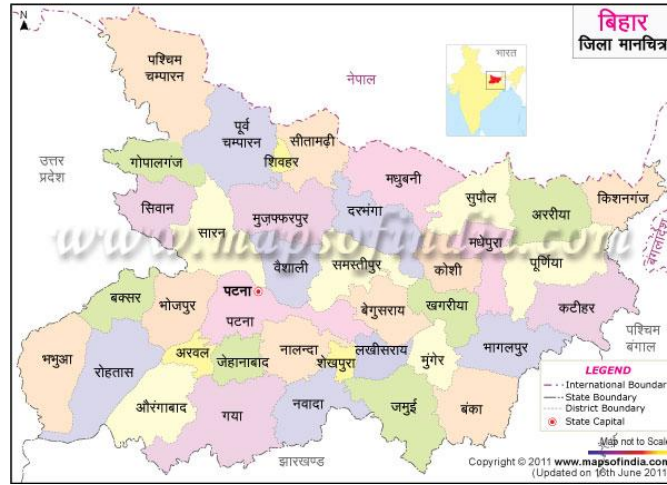 N
बिहार
जिला मानचित्र
भारत
नेपाल
पश्चिम
चम्पारन
पूर्व
चम्पारन
सीतामढ़ी
शिवहर
गोपालगंज
उत्तर
प्रदेश
मधुबनी
सुपौल
किशनगंज
अररीया
सिवान
सारन
मुज़फ्फरपुर
दरभंगा
मधेपुरा
बंगलादेश
www.mapsofindia.com
वैशाली
समस्तीपुर
कोशी
पूर्णिया
पटना
बक्सर
भोजपुर
पटना
बेगुसराय
खगरीया
कटीहर
पश्चिम
बंगाल
भभुआ
रोहतास
अरवल
जेहानाबाद
नालन्दा
शेखपुरा
लखीसराय
मुंगेर
भागलपुर
औरंगाबाद
गया
नवादा
जमुई
बंका
झारखण्ड
LEGEND
International Boundary
State Boundary
District Boundary
State Capital
Map not to Scale
Copyright © 2011 www.mapsofindia.com
(Updated on 16th June 2011)